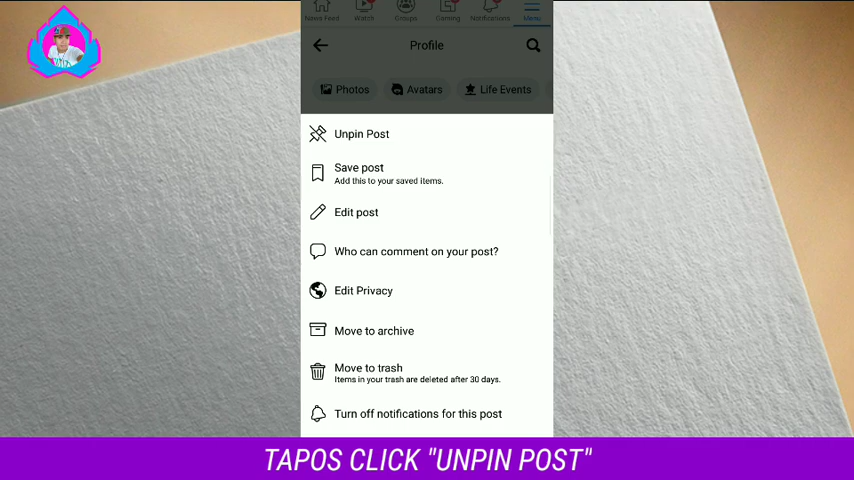 News Feed Watch Groups Gaming Notifications Menu
Profile
Photos Avatars Life Events
Unpin Post
Save post
Add this to your saved items.
Edit post
Who can comment on your post?
Edit Privacy
Move to archive
Move to trash
Items in your trash are deleted after 30 days.
Turn off notifications for this post
TAPOS CLICK "UNPIN POST"